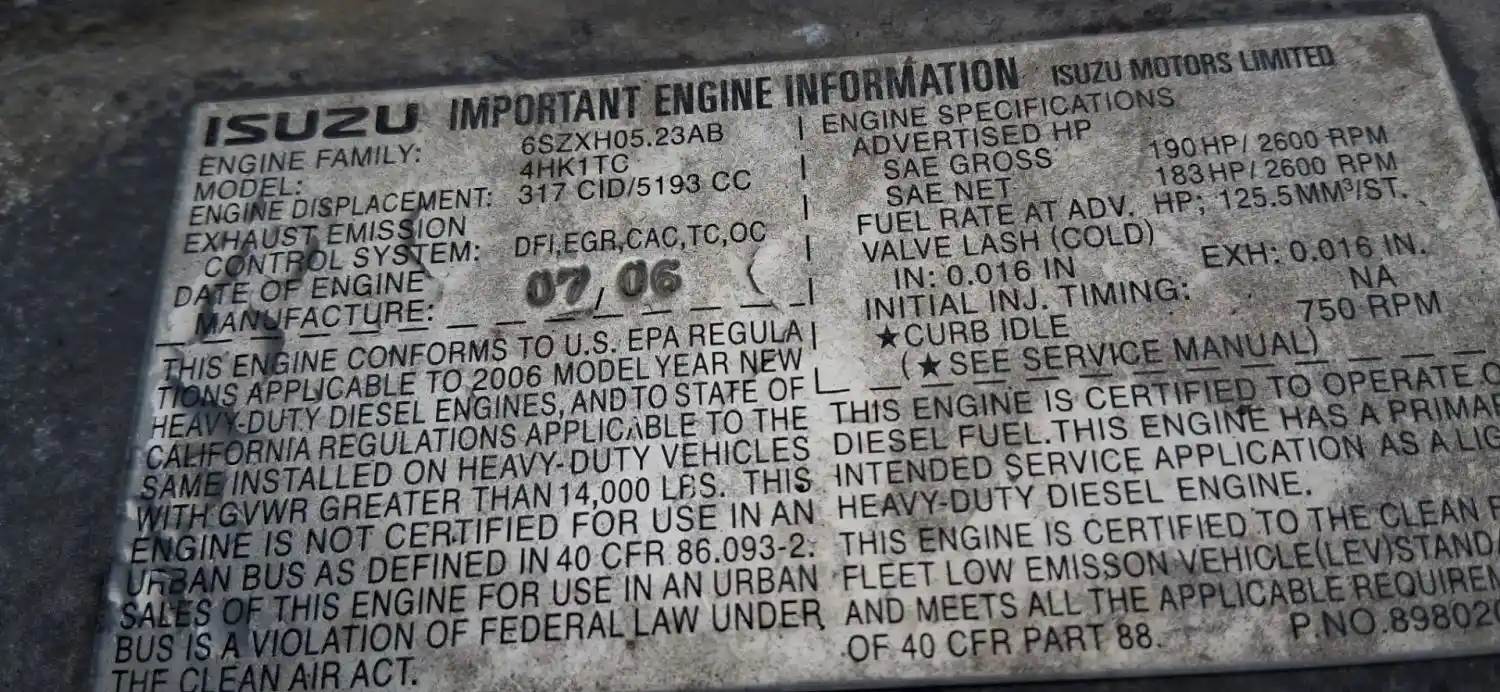 ISUZU IMPORTANT ENGINE INFORMATION ISUZU MOTORS LIMITED
ENGINE FAMILY: 6SZXH05.23AB
MODEL: 4HK1TC
ENGINE DISPLACEMENT: 317 CID/5193 CC
EXHAUST EMISSION
CONTROL SYSTEM: DFI,EGR,CAC,TC,OC
DATE OF ENGINE
MANUFACTURE: 07/06
THIS ENGINE CONFORMS TO U.S. EPA REGULA
TIONS APPLICABLE TO 2006 MODEL YEAR NEW
HEAVY-DUTY DIESEL ENGINES, AND TO STATE OF
CALIFORNIA REGULATIONS APPLICABLE TO THE
SAME INSTALLED ON HEAVY-DUTY VEHICLES
WITH GVWR GREATER THAN 14,000 LBS. THIS
ENGINE IS NOT CERTIFIED FOR USE IN AN
URBAN BUS AS DEFINED IN 40 CFR 86.093-2.
SALES OF THIS ENGINE FOR USE IN AN URBAN
BUS IS A VIOLATION OF FEDERAL LAW UNDER
THE CLEAN AIR ACT.
ENGINE SPECIFICATIONS
ADVERTISED HP
SAE GROSS 190 HP/ 2600 RPM
SAE NET 183 HP/ 2600 RPM
FUEL RATE AT ADV. HP; 125.5 MM³/ST.
VALVE LASH (COLD)
IN: 0.016 IN EXH: 0.016 IN.
INITIAL INJ. TIMING: NA
★CURB IDLE 750 RPM
(★SEE SERVICE MANUAL)
THIS ENGINE IS CERTIFIED TO OPERATE O
DIESEL FUEL. THIS ENGINE HAS A PRIMAR
INTENDED SERVICE APPLICATION AS A LIG
HEAVY-DUTY DIESEL ENGINE.
THIS ENGINE IS CERTIFIED TO THE CLEAN F
FLEET LOW EMISSON VEHICLE(LEV)STANDA
AND MEETS ALL THE APPLICABLE REQUIREM
OF 40 CFR PART 88.
P.NO.89802